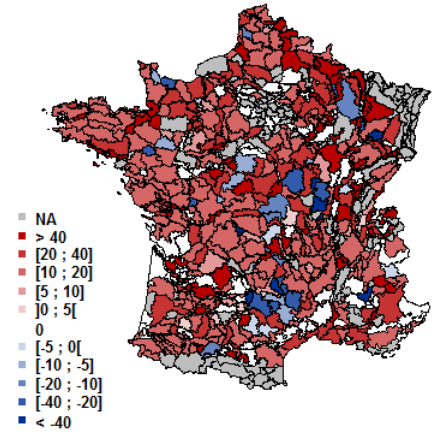 NA
> 40
[20 ; 40]
[10 ; 20]
[5 ; 10]
]0 ; 5[
0
[-5 ; 0[
[-10 ; -5]
[-20 ; -10]
[-40 ; -20]
< -40